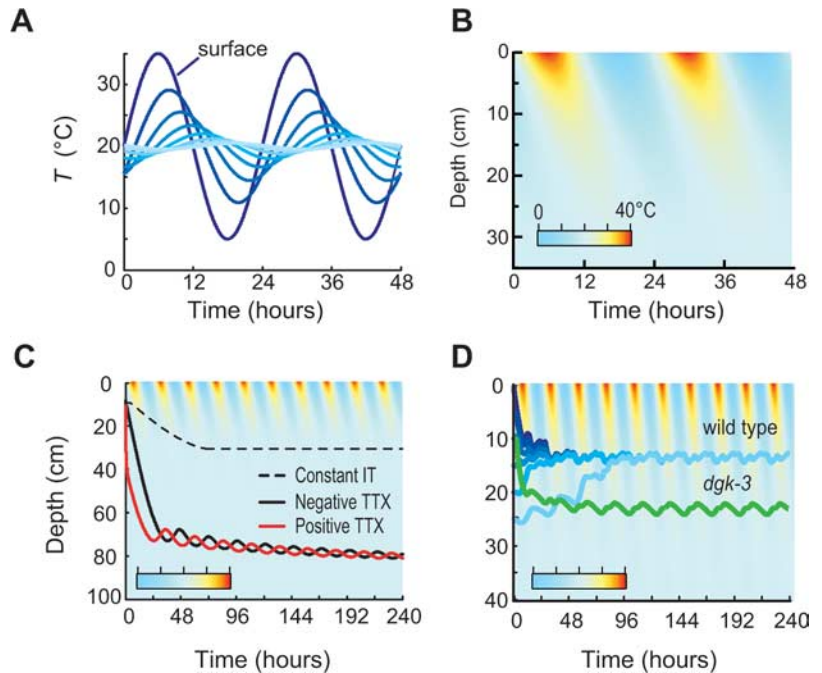 A
surface
T (°C)
30
20
10
0
0 12 24 36 48
Time (hours)
B
Depth (cm)
0
10
20
30
0 40°C
0 12 24 36 48
Time (hours)
C
Depth (cm)
0
20
40
60
80
100
Constant IT
Negative TTX
Positive TTX
0 48 96 144 192 240
Time (hours)
D
0
10
20
30
40
wild type
dgk-3
0 48 96 144 192 240
Time (hours)